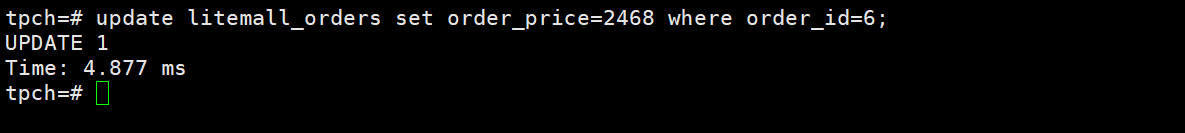 tpch=# update litemall_orders set order_price=2468 where order_id=6;
UPDATE 1
Time: 4.877 ms
tpch=#